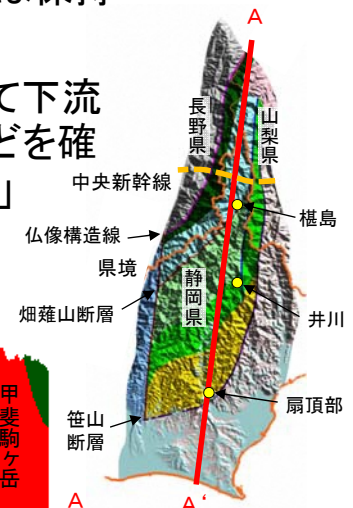 て下流
どを確
」
A
長野県
山梨県
中央新幹線
椹島
仏像構造線
県境
静岡県
畑薙山断層
井川
扇頂部
笹山
断層
甲斐駒ヶ岳
A
A'